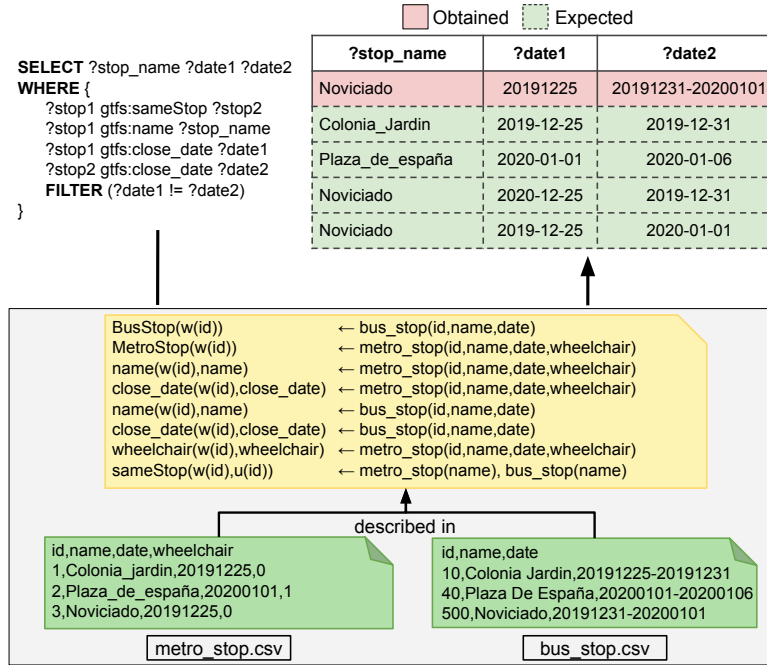 Obtained Expected
SELECT ?stop_name ?date1 ?date2
WHERE {
?stop1 gtfs:sameStop ?stop2
?stop1 gtfs:name ?stop_name
?stop1 gtfs:close_date ?date1
?stop2 gtfs:close_date ?date2
FILTER (?date1 != ?date2)
}
?stop_name ?date1 ?date2
Noviciado 20191225 20191231-20200101
Colonia_Jardin 2019-12-25 2019-12-31
Plaza_de_españa 2020-01-01 2020-01-06
Noviciado 2020-12-25 2019-12-31
Noviciado 2019-12-25 2020-01-01
BusStop(w(id)) ← bus_stop(id,name,date)
MetroStop(w(id)) ← metro_stop(id,name,date,wheelchair)
name(w(id),name) ← metro_stop(id,name,date,wheelchair)
close_date(w(id),close_date) ← metro_stop(id,name,date,wheelchair)
name(w(id),name) ← bus_stop(id,name,date)
close_date(w(id),close_date) ← bus_stop(id,name,date)
wheelchair(w(id),wheelchair) ← metro_stop(id,name,date,wheelchair)
sameStop(w(id),u(id)) ← metro_stop(name), bus_stop(name)
described in
id,name,date,wheelchair
1,Colonia_jardin,20191225,0
2,Plaza_de_españa,20200101,1
3,Noviciado,20191225,0
metro_stop.csv
id,name,date
10,Colonia Jardin,20191225-20191231
40,Plaza De España,20200101-20200106
500,Noviciado,20191231-20200101
bus_stop.csv